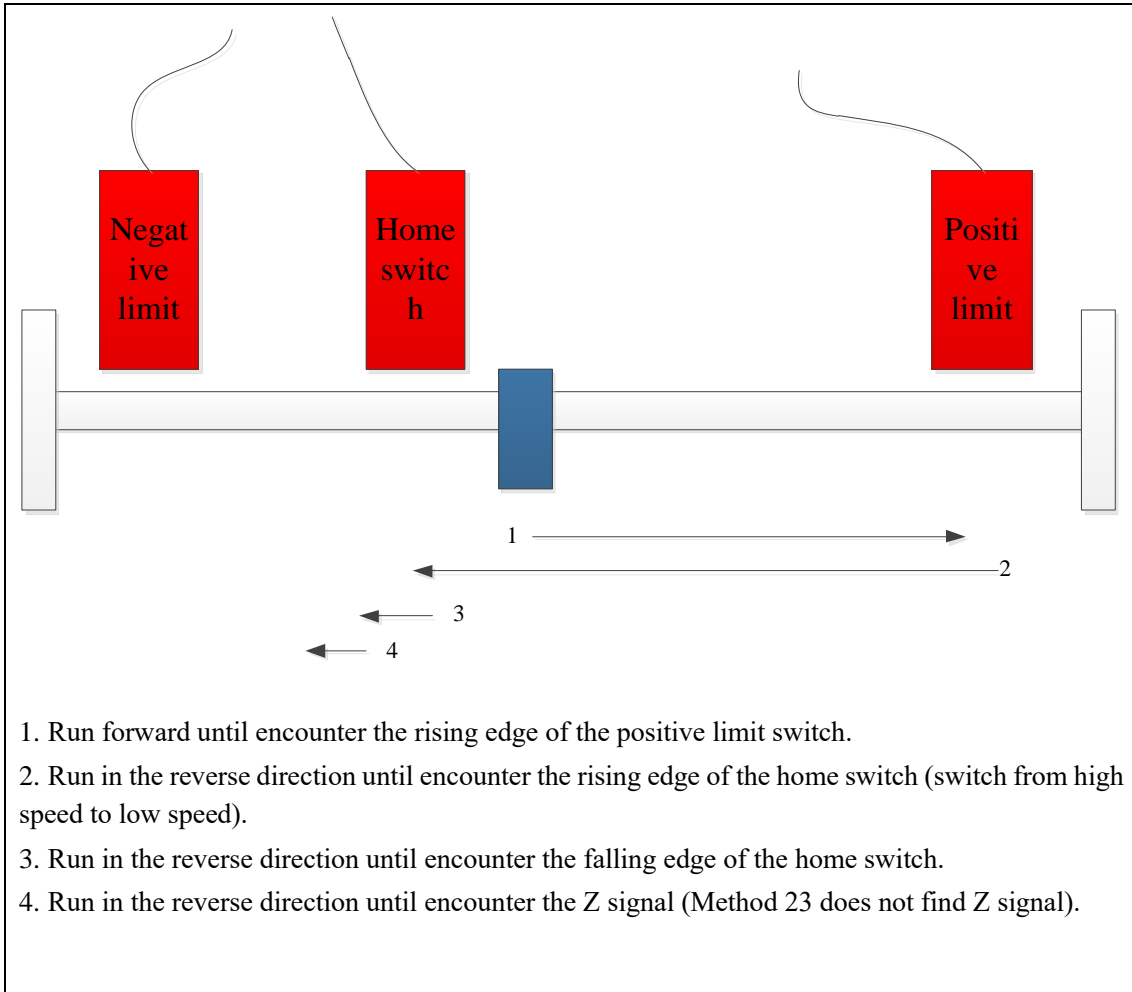 Negat
ive
limit
Home
switc
h
Positi
ve
limit
1
2
3
4
1. Run forward until encounter the rising edge of the positive limit switch.
2. Run in the reverse direction until encounter the rising edge of the home switch (switch from high
speed to low speed).
3. Run in the reverse direction until encounter the falling edge of the home switch.
4. Run in the reverse direction until encounter the Z signal (Method 23 does not find Z signal).